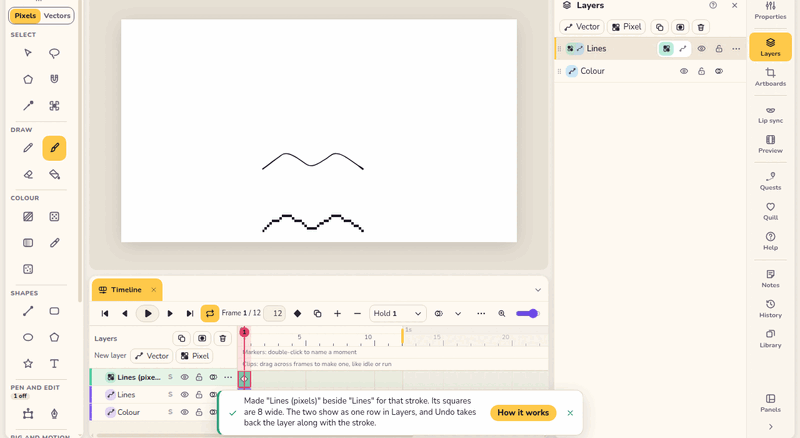 Pixels Vectors
SELECT
DRAW
COLOUR
SHAPES
PEN AND EDIT
1 off
Layers
Vector Pixel
Lines
Colour
Properties
Layers
Artboards
Lip sync
Preview
Quests
Quill
Help
Notes
History
Library
Panels
Timeline
Frame 1 / 12 12 Hold 1
Layers
New layer Vector Pixel
1 5 10 1s 15 20
Markers: double-click to name a moment
Clips: drag across frames to make one, like idle or run
Lines (pixe... S
Lines S
Colour S
Made "Lines (pixels)" beside "Lines" for that stroke. Its squares
are 8 wide. The two show as one row in Layers, and Undo takes
back the layer along with the stroke.
How it works